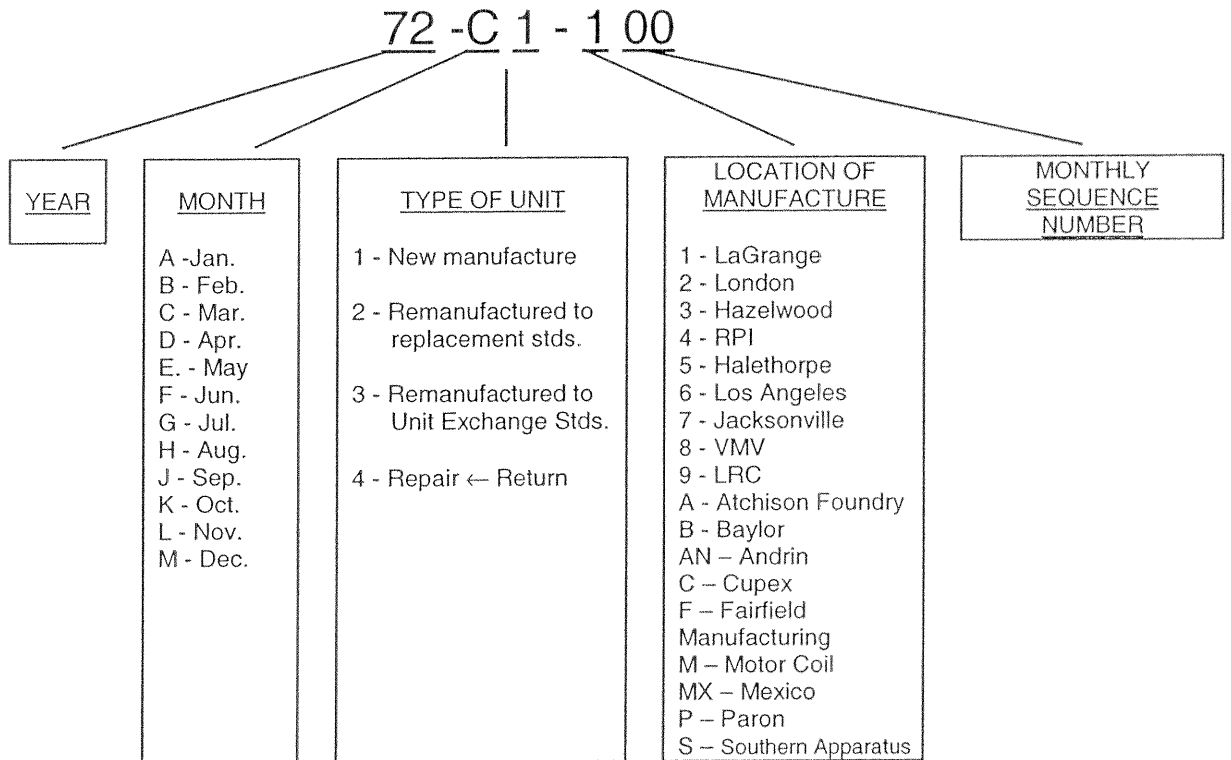 72 -C 1 - 1 00
YEAR
MONTH
A -Jan.
B - Feb.
C - Mar.
D - Apr.
E. - May
F - Jun.
G - Jul.
H - Aug.
J - Sep.
K - Oct.
L - Nov.
M - Dec.
TYPE OF UNIT
1 - New manufacture
2 - Remanufactured to
replacement stds.
3 - Remanufactured to
Unit Exchange Stds.
4 - Repair ← Return
LOCATION OF
MANUFACTURE
1 - LaGrange
2 - London
3 - Hazelwood
4 - RPI
5 - Halethorpe
6 - Los Angeles
7 - Jacksonville
8 - VMV
9 - LRC
A - Atchison Foundry
B - Baylor
AN – Andrin
C – Cupex
F – Fairfield
Manufacturing
M – Motor Coil
MX – Mexico
P – Paron
S – Southern Apparatus
MONTHLY
SEQUENCE
NUMBER